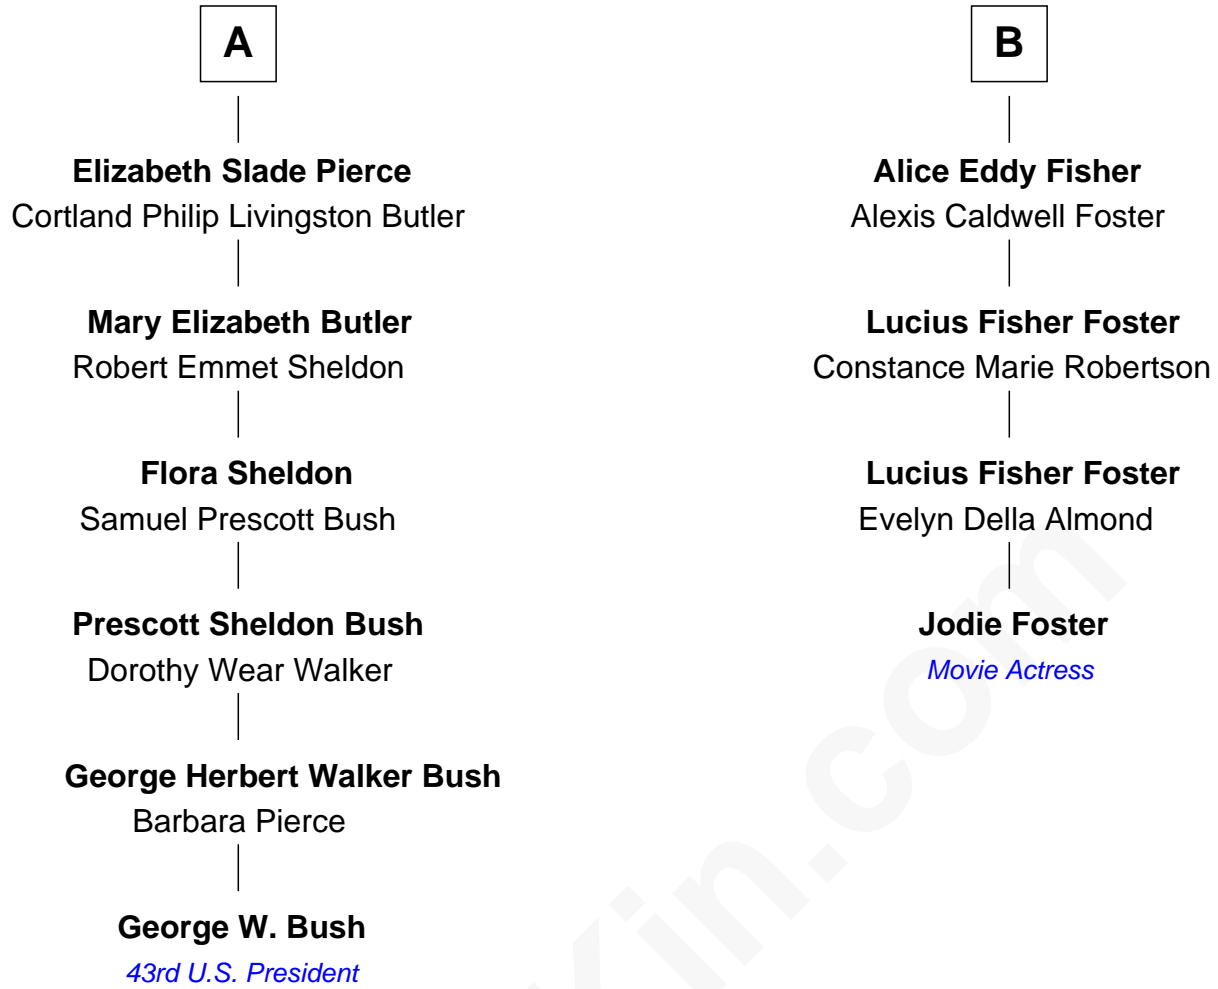 A
Elizabeth Slade Pierce
Cortland Philip Livingston Butler
Mary Elizabeth Butler
Robert Emmet Sheldon
Flora Sheldon
Samuel Prescott Bush
Prescott Sheldon Bush
Dorothy Wear Walker
George Herbert Walker Bush
Barbara Pierce
George W. Bush
43rd U.S. President
B
Alice Eddy Fisher
Alexis Caldwell Foster
Lucius Fisher Foster
Constance Marie Robertson
Lucius Fisher Foster
Evelyn Della Almond
Jodie Foster
Movie Actress
Kin.com